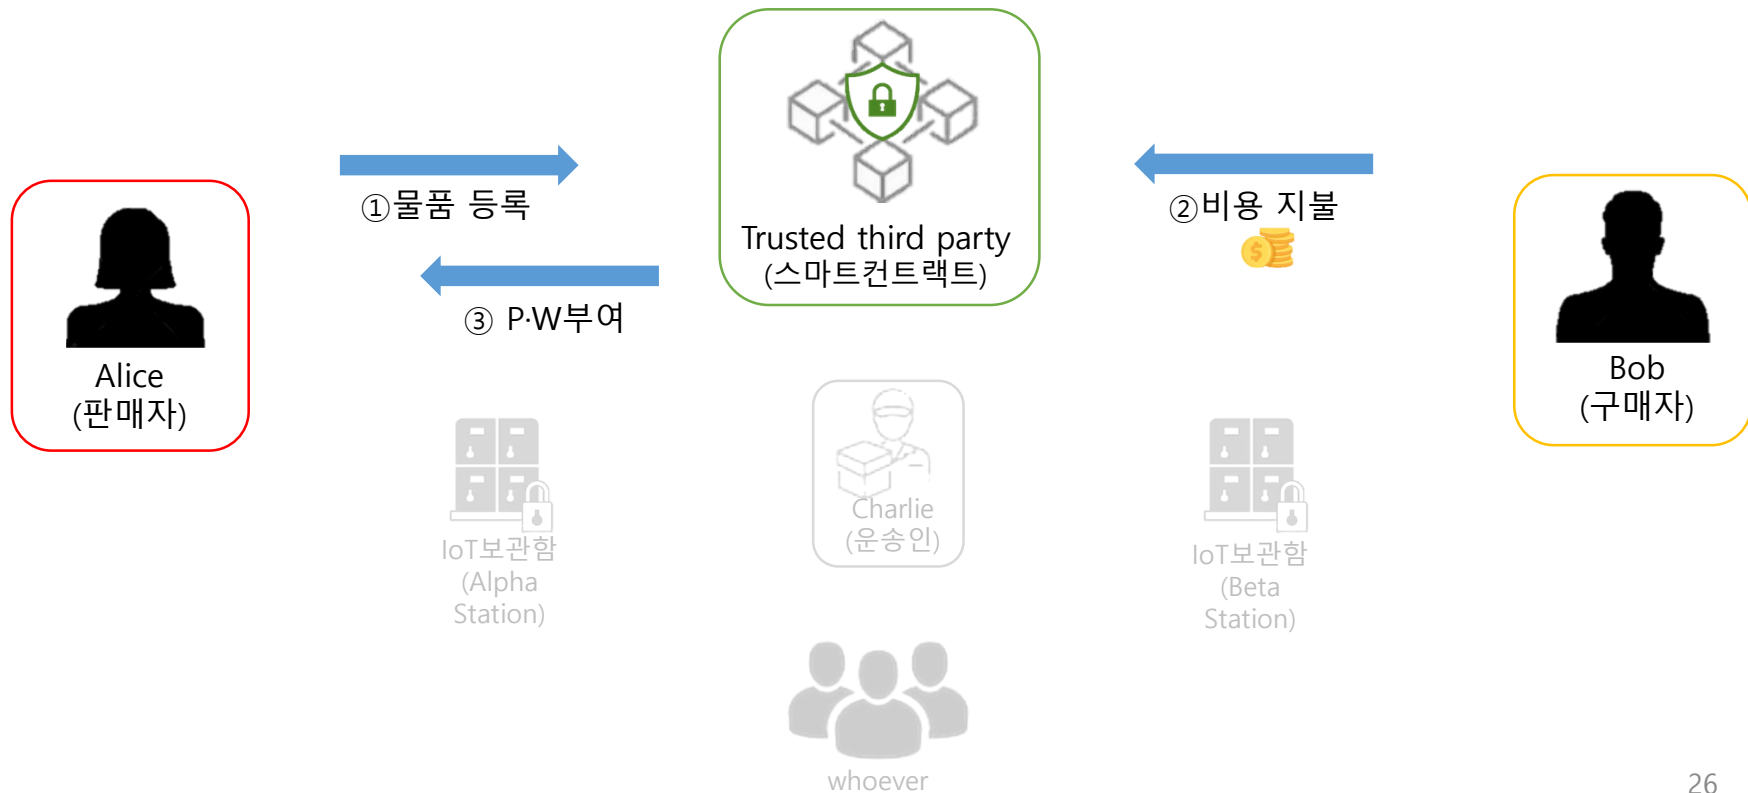 Trusted third party
(스마트컨트랙트)
①물품 등록
②비용 지불
③ P·W부여
Alice
(판매자)
Bob
(구매자)
Charlie
(운송인)
IoT보관함
(Alpha
Station)
IoT보관함
(Beta
Station)
whoever
26